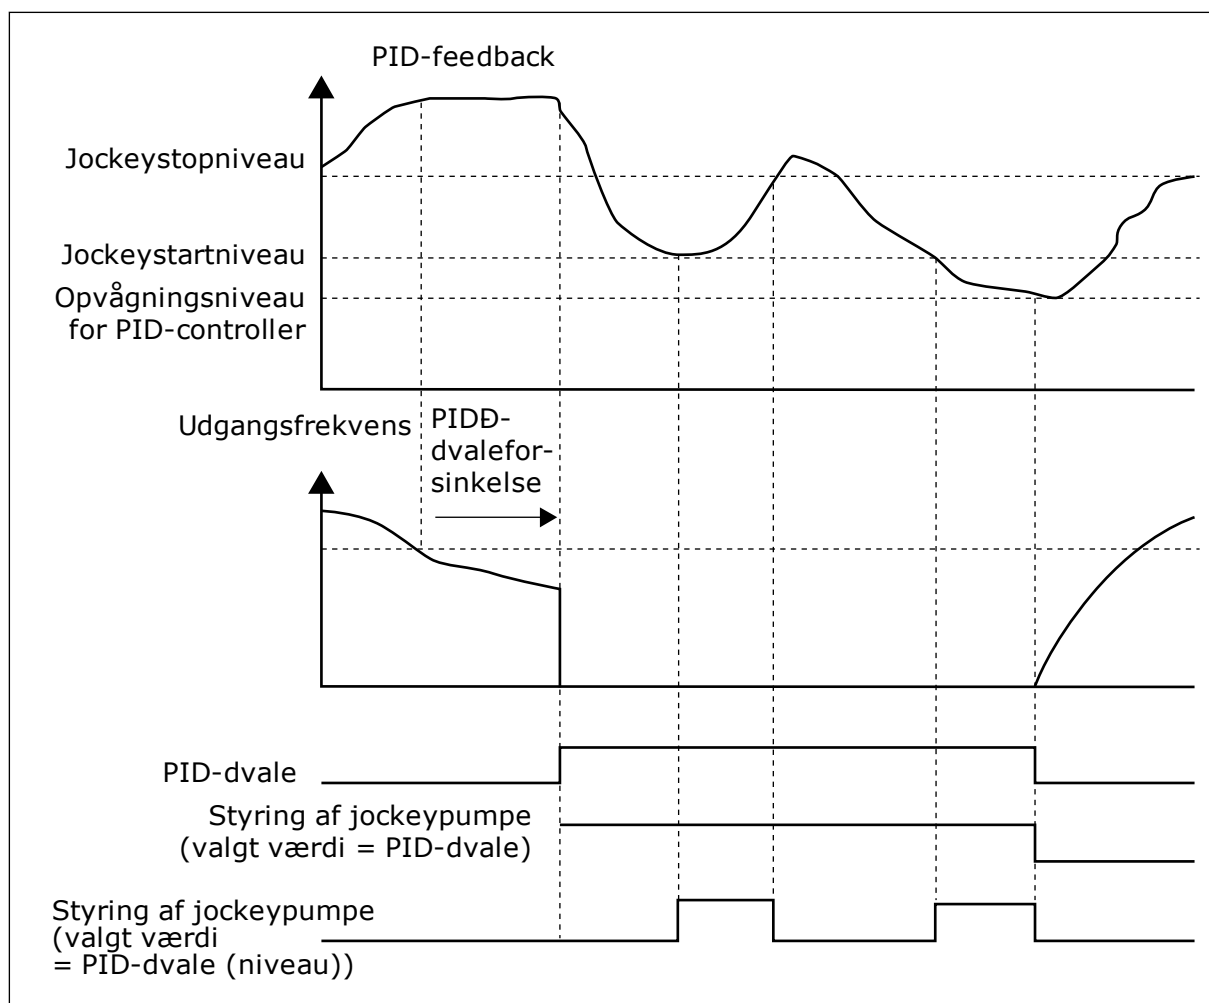 PID-feedback
Jockeystopniveau
Jockeystartniveau
Opvågningsniveau
for PID-controller
Udgangsfrekvens
PIDĐ-
dvalefor-
sinkelse
PID-dvale
Styring af jockeypumpe
(valgt værdi = PID-dvale)
Styring af jockeypumpe
(valgt værdi
= PID-dvale (niveau))